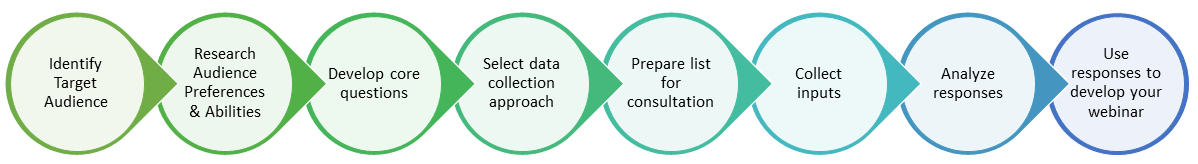 Identify
Target
Audience
Research
Audience
Preferences
& Abilities
Develop core
questions
Select data
collection
approach
Prepare list
for
consultation
Collect
inputs
Analyze
responses
Use
responses to
develop your
webinar